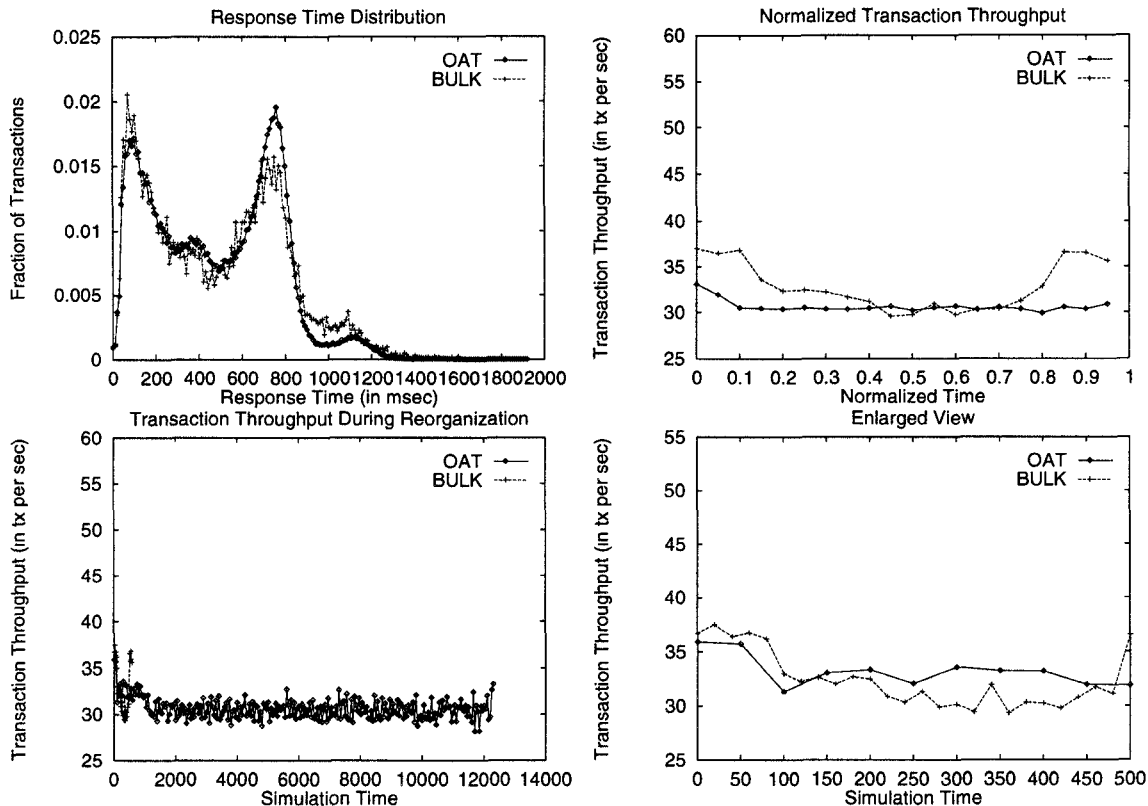 Response Time Distribution
Fraction of Transactions
0.025
0.02
0.015
0.01
0.005
0
OAT
BULK
0 200 400 600 800 1000 1200 1400 1600 1800 2000
Response Time (in msec)
Normalized Transaction Throughput
Transaction Throughput (in tx per sec)
60
55
50
45
40
35
30
25
OAT
BULK
0 0.1 0.2 0.3 0.4 0.5 0.6 0.7 0.8 0.9 1
Normalized Time
Transaction Throughput During Reorganization
Transaction Throughput (in tx per sec)
60
55
50
45
40
35
30
25
OAT
BULK
0 2000 4000 6000 8000 10000 12000 14000
Simulation Time
Enlarged View
Transaction Throughput (in tx per sec)
55
50
45
40
35
30
25
OAT
BULK
0 50 100 150 200 250 300 350 400 450 500
Simulation Time